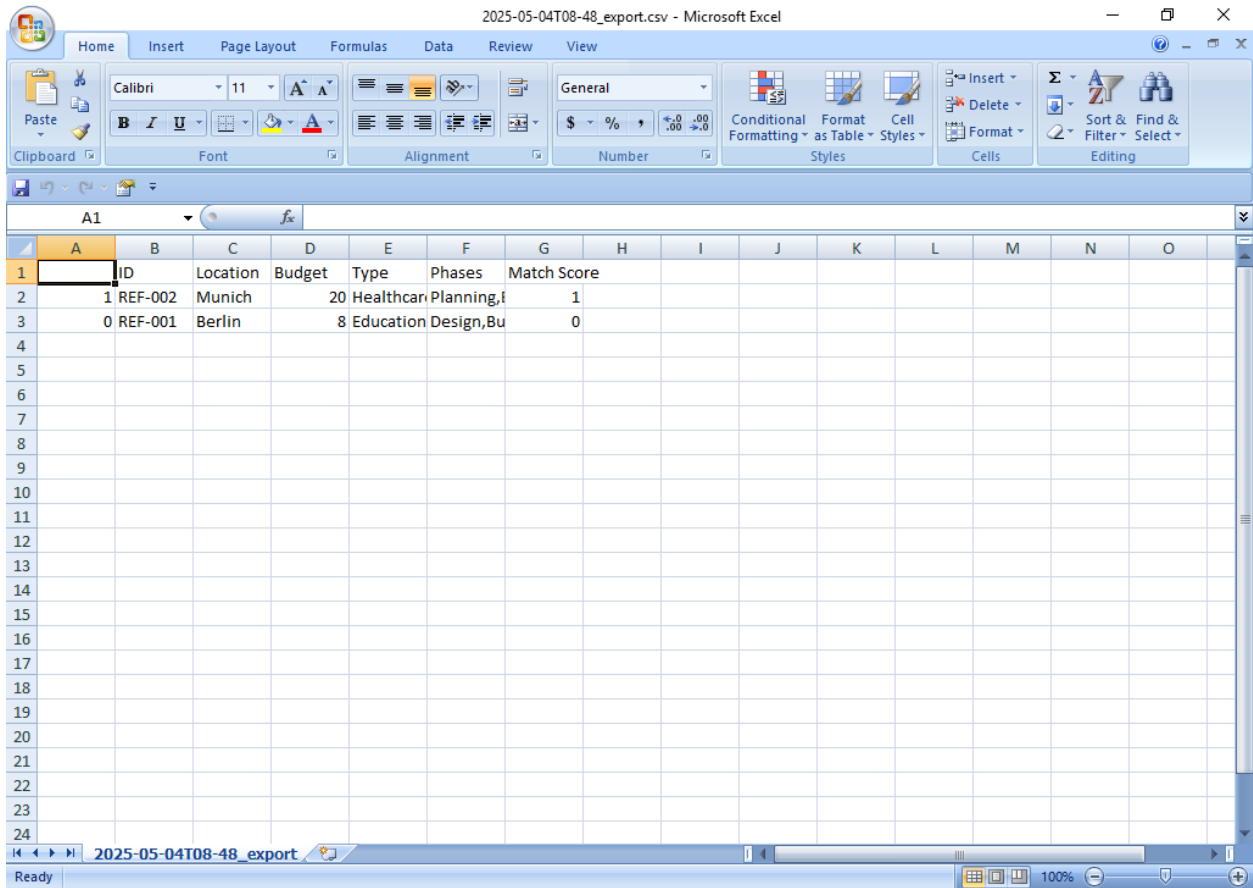 2025-05-04T08-48_export.csv - Microsoft Excel
Home Insert Page Layout Formulas Data Review View
Paste
Calibri 11 A A
B I U A
General
$ % , .0 .00 .00 .0
Conditional Formatting
Format as Table
Cell Styles
Insert
Delete
Format
Σ
Sort & Filter
Find & Select
Clipboard Font Alignment Number Styles Cells Editing
A1 fx
A B C D E F G H I J K L M N O
1 ID Location Budget Type Phases Match Score
2 1 REF-002 Munich 20 Healthcar Planning, 1
3 0 REF-001 Berlin 8 Education Design,Bu 0
4
5
6
7
8
9
10
11
12
13
14
15
16
17
18
19
20
21
22
23
24
2025-05-04T08-48_export
Ready 100%